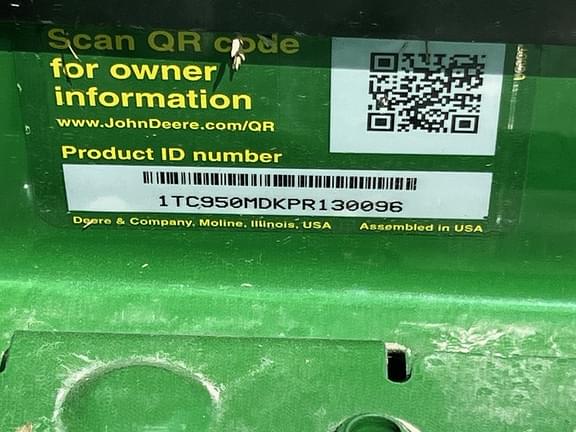 Scan QR code
for owner
information
www.JohnDeere.com/QR
Product ID number
1TC950MDKPR130096
Deere & Company, Moline, Illinois, USA Assembled in USA